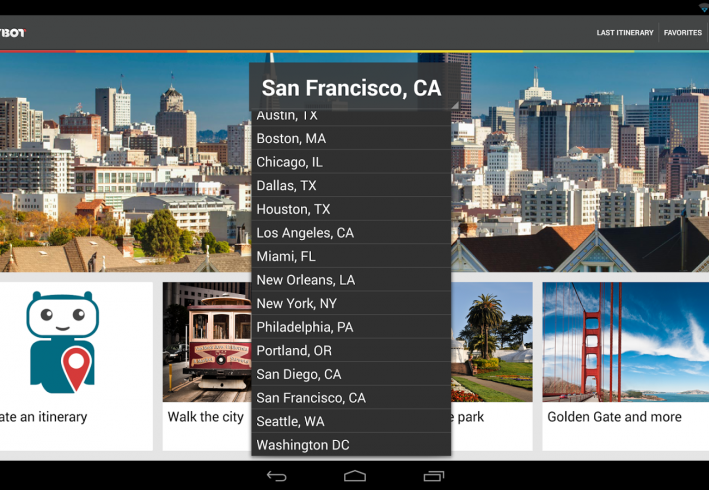 BOT
LAST ITINERARY FAVORITES
San Francisco, CA
Austin, TX
Boston, MA
Chicago, IL
Dallas, TX
Houston, TX
Los Angeles, CA
Miami, FL
New Orleans, LA
New York, NY
Philadelphia, PA
Portland, OR
San Diego, CA
San Francisco, CA
Seattle, WA
Washington DC
ate an itinerary
Walk the city
e park
Golden Gate and more